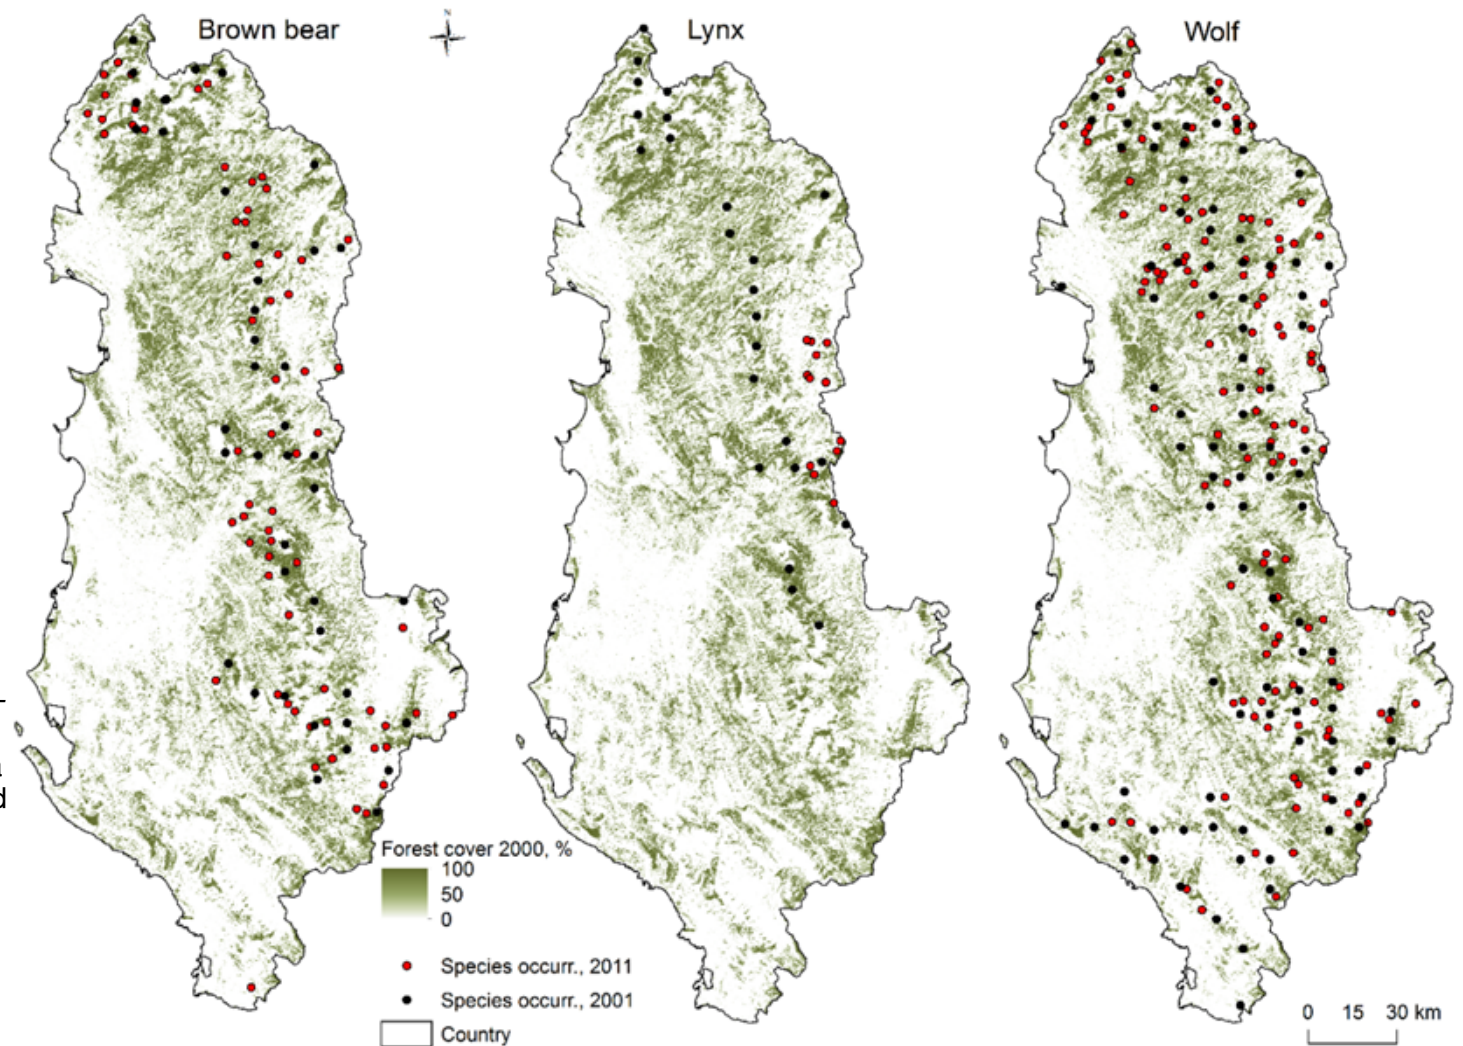 Brown bear
N
Lynx
Wolf
d
Forest cover 2000, %
100
50
0
Species occurr., 2011
Species occurr., 2001
Country
0 15 30 km